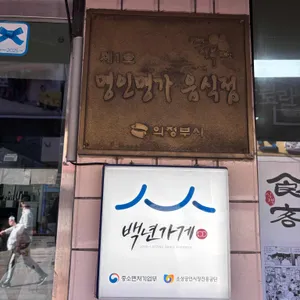 제1호
명인명가 음식점
의정부시
백년가게
중소벤처기업부
소상공인시장진흥공단
食
客